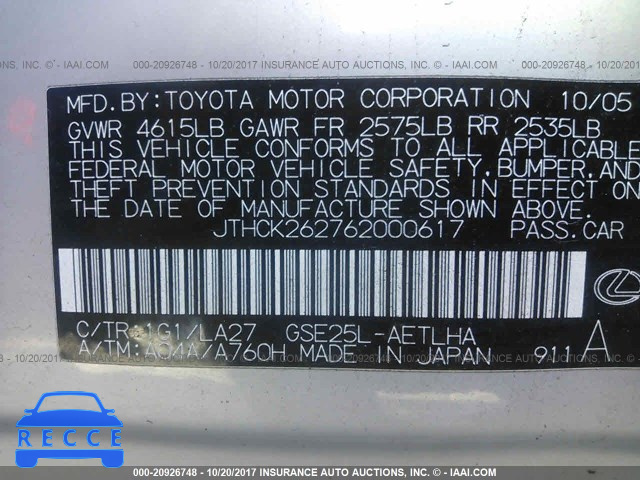 000-20926748 - 10/20/2017 INSURANCE AUTO AUCTIONS, INC. - © IAAI.COM
MFD. BY: TOYOTA MOTOR CORPORATION 10/05
GVWR 4615LB GAWR FR 2575LB RR 2535LB
THIS VEHICLE CONFORMS TO ALL APPLICABLE
FEDERAL MOTOR VEHICLE SAFETY, BUMPER, AND
THEFT PREVENTION STANDARDS IN EFFECT ON
THE DATE OF MANUFACTURE SHOWN ABOVE.
JTHCK262762000617 PASS. CAR
C/TR: 1G1/LA27 GSE25L-AETLHA
A/TM: A04A/A760H MADE IN JAPAN 911 A
RECORD
000-20926748 - 10/20/2017 INSURANCE AUTO AUCTIONS, INC. - © IAAI.COM